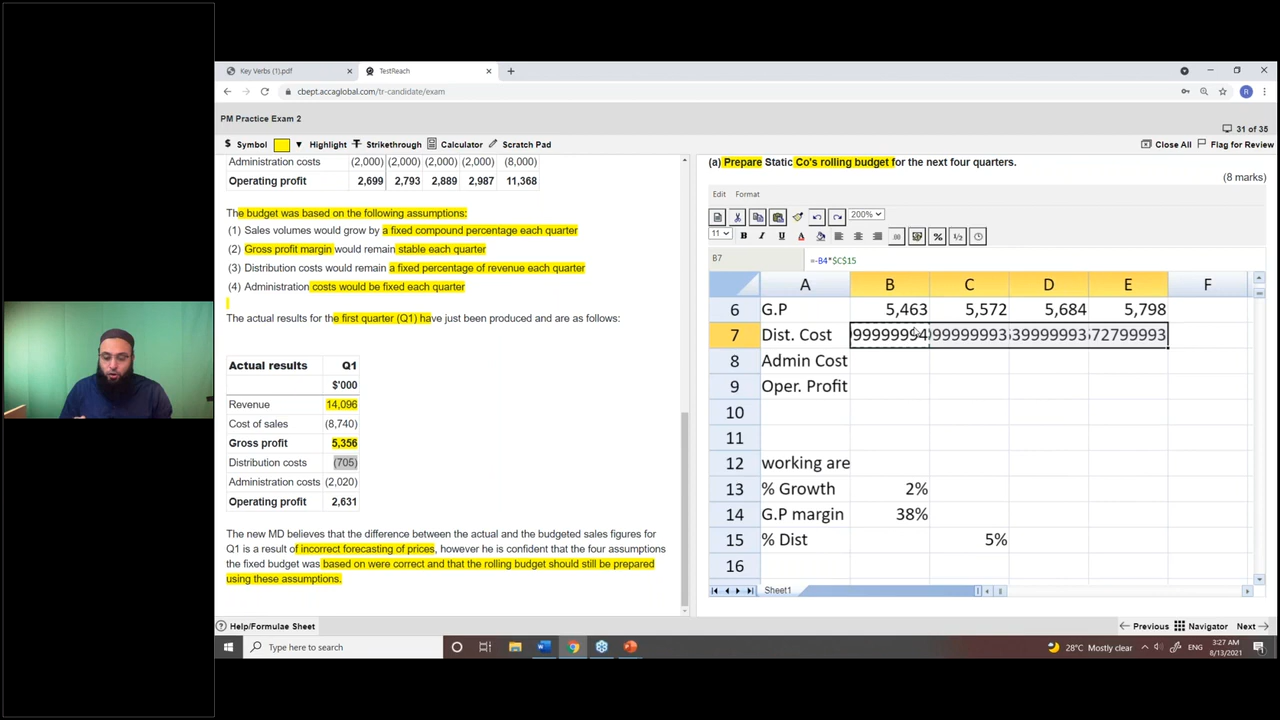 Key Verbs (1).pdf
TestReach
cbept.accaglobal.com/tr-candidate/exam
R
PM Practice Exam 2
31 of 35
$ Symbol Highlight Strikethrough Calculator Scratch Pad
Close All Flag for Review
Administration costs (2,000) (2,000) (2,000) (2,000) (8,000)
Operating profit 2,699 2,793 2,889 2,987 11,368
The budget was based on the following assumptions:
(1) Sales volumes would grow by a fixed compound percentage each quarter
(2) Gross profit margin would remain stable each quarter
(3) Distribution costs would remain a fixed percentage of revenue each quarter
(4) Administration costs would be fixed each quarter
The actual results for the first quarter (Q1) have just been produced and are as follows:
Actual results Q1
$'000
Revenue 14,096
Cost of sales (8,740)
Gross profit 5,356
Distribution costs (705)
Administration costs (2,020)
Operating profit 2,631
The new MD believes that the difference between the actual and the budgeted sales figures for
Q1 is a result of incorrect forecasting of prices, however he is confident that the four assumptions
the fixed budget was based on were correct and that the rolling budget should still be prepared
using these assumptions.
(a) Prepare Static Co's rolling budget for the next four quarters.
(8 marks)
Edit Format
200%
11 B I U A .00 % 1/2
B7 =-B4*$C$15
A B C D E F
6 G.P 5,463 5,572 5,684 5,798
7 Dist. Cost 99999994 99999993 39999993 72799993
8 Admin Cost
9 Oper. Profit
10
11
12 working are
13 % Growth 2%
14 G.P margin 38%
15 % Dist 5%
16
Sheet1
Help/Formulae Sheet
Previous Navigator Next
Type here to search
28°C Mostly clear
ENG
3:27 AM
8/13/2021